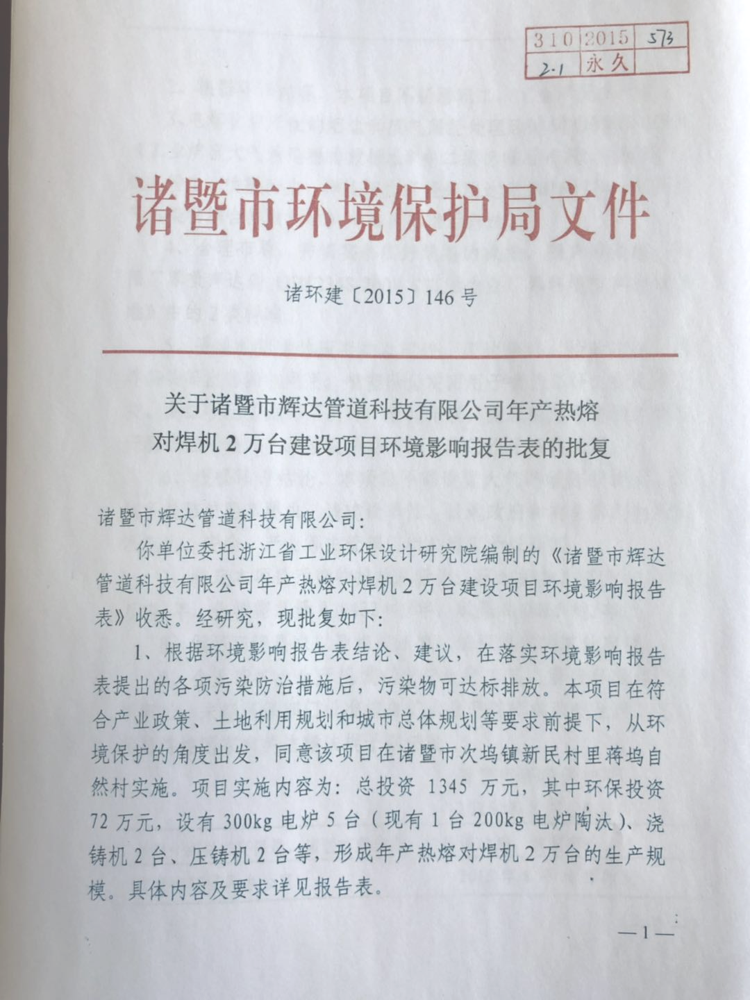 310 2015 573
2.1 永久
诸暨市环境保护局文件
诸环建〔2015〕146号
关于诸暨市辉达管道科技有限公司年产热熔
对焊机2万台建设项目环境影响报告表的批复
诸暨市辉达管道科技有限公司：
你单位委托浙江省工业环保设计研究院编制的《诸暨市辉达
管道科技有限公司年产热熔对焊机2万台建设项目环境影响报告
表》收悉。经研究，现批复如下：
1、根据环境影响报告表结论、建议，在落实环境影响报告
表提出的各项污染防治措施后，污染物可达标排放。本项目在符
合产业政策、土地利用规划和城市总体规划等要求前提下，从环
境保护的角度出发，同意该项目在诸暨市次坞镇新民村里蒋坞自
然村实施。项目实施内容为：总投资 1345 万元，其中环保投资
72万元，设有300kg电炉5台（现有1台200kg电炉陶汰）、浇
铸机2台、压铸机2台等，形成年产热熔对焊机2万台的生产规
模。具体内容及要求详见报告表。
—1—